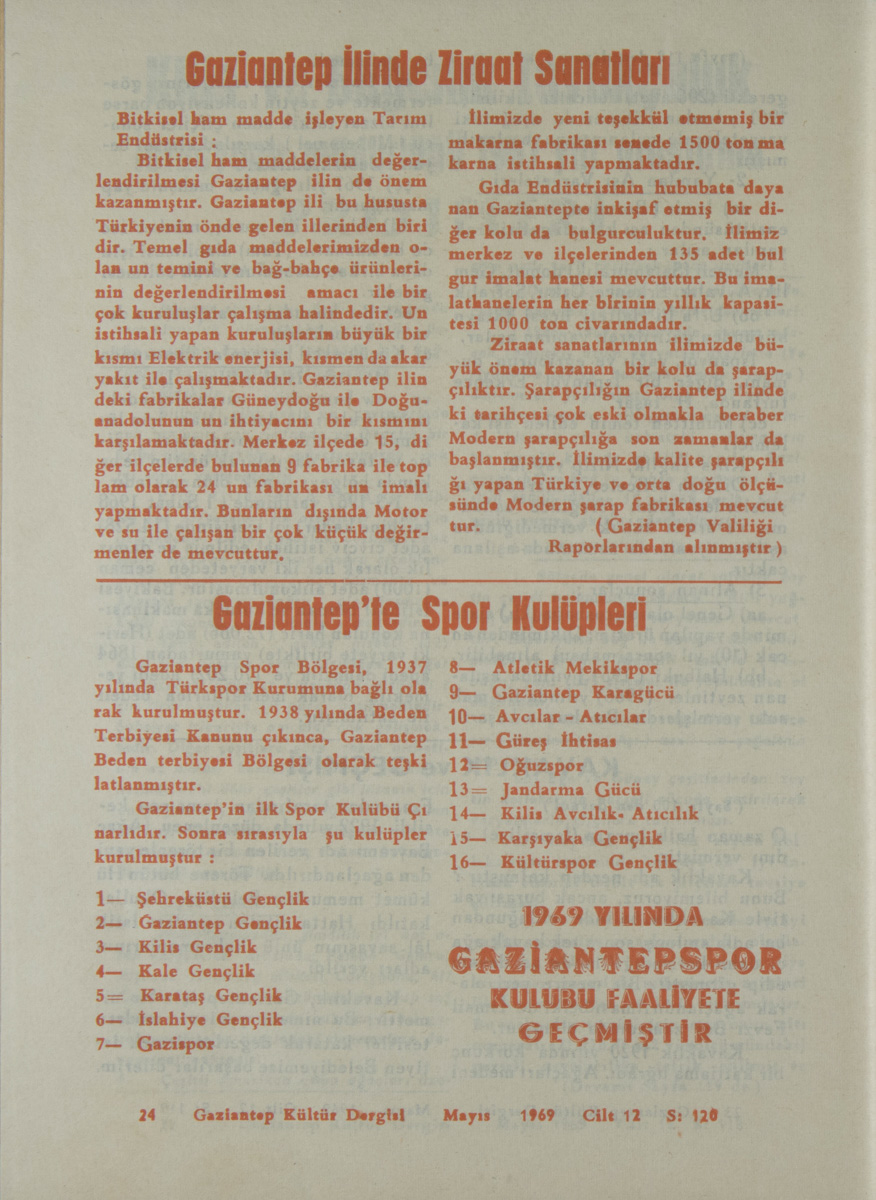 Gaziantep İlinde Ziraat Sanatları
Bitkisel ham madde işleyen Tarım
Endüstrisi :
Bitkisel ham maddelerin değer-
lendirilmesi Gaziantep ilin de önem
kazanmıştır. Gaziantep ili bu hususta
Türkiyenin önde gelen illerinden biri
dir. Temel gıda maddelerimizden o-
lan un temini ve bağ-bahçe ürünleri-
nin değerlendirilmesi amacı ile bir
çok kuruluşlar çalışma halindedir. Un
istihsali yapan kuruluşların büyük bir
kısmı Elektrik enerjisi, kısmen da akar
yakıt ile çalışmaktadır. Gaziantep ilin
deki fabrikalar Güneydoğu ile Doğu-
anadolunun un ihtiyacını bir kısmını
karşılamaktadır. Merkez ilçede 15, di
ğer ilçelerde bulunan 9 fabrika ile top
lam olarak 24 un fabrikası un imalı
yapmaktadır. Bunların dışında Motor
ve su ile çalışan bir çok küçük değir-
menler de mevcuttur.
İlimizde yeni teşekkül etmemiş bir
makarna fabrikası senede 1500 ton ma
karna istihsali yapmaktadır.
Gıda Endüstrisinin hububata daya
nan Gaziantepte inkişaf etmiş bir di-
ğer kolu da bulgurculuktur. İlimiz
merkez ve ilçelerinden 135 adet bul
gur imalat hanesi mevcuttur. Bu ima-
lathanelerin her birinin yıllık kapasi-
tesi 1000 ton civarındadır.
Ziraat sanatlarının ilimizde bü-
yük önem kazanan bir kolu da şarap-
çılıktır. Şarapçılığın Gaziantep ilinde
ki tarihçesi çok eski olmakla beraber
Modern şarapçılığa son zamanlar da
başlanmıştır. İlimizde kalite şarapçılı
ğı yapan Türkiye ve orta doğu ölçü-
sünde Modern şarap fabrikası mevcut
tur. ( Gaziantep Valiliği
Raporlarından alınmıştır )
Gaziantep'te Spor Kulüpleri
Gaziantep Spor Bölgesi, 1937
yılında Türkspor Kurumuna bağlı ola
rak kurulmuştur. 1938 yılında Beden
Terbiyesi Kanunu çıkınca, Gaziantep
Beden terbiyesi Bölgesi olarak teşki
latlanmıştır.
Gaziantep'in ilk Spor Kulübü Çı
narlıdır. Sonra sırasıyla şu kulüpler
kurulmuştur :
1— Şehreküstü Gençlik
2— Gaziantep Gençlik
3— Kilis Gençlik
4— Kale Gençlik
5= Karataş Gençlik
6— İslahiye Gençlik
7— Gazispor
8— Atletik Mekikspor
9— Gaziantep Karagücü
10— Avcılar - Atıcılar
11— Güreş İhtisas
12= Oğuzspor
13= Jandarma Gücü
14— Kilis Avcılık- Atıcılık
15— Karşıyaka Gençlik
16— Kültürspor Gençlik
1969 YILINDA
GAZİANTEPSPOR
KULUBU FAALİYETE
GEÇMİŞTİR
24 Gaziantep Kültür Dergisi Mayıs 1969 Cilt 12 S: 120